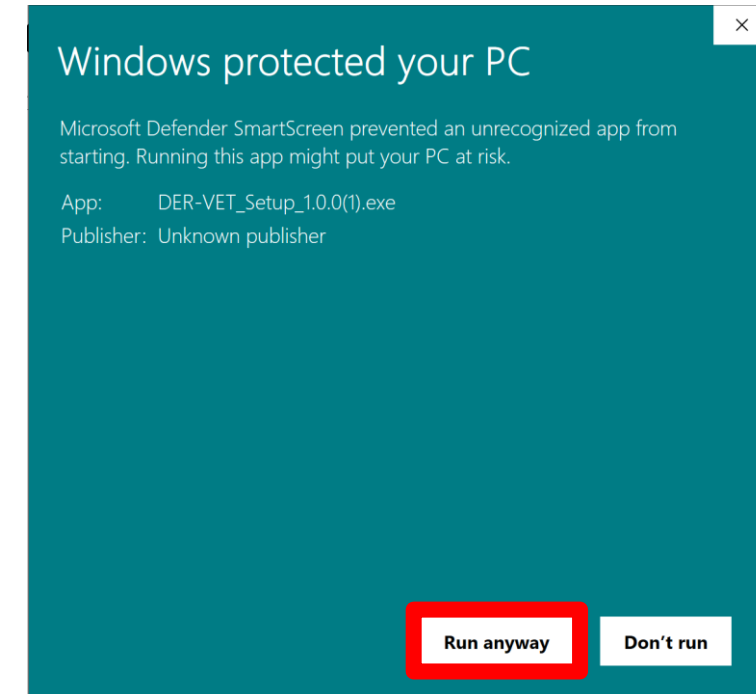 Windows protected your PC
Microsoft Defender SmartScreen prevented an unrecognized app from
starting. Running this app might put your PC at risk.
App: DER-VET_Setup_1.0.0(1).exe
Publisher: Unknown publisher
Run anyway Don’t run